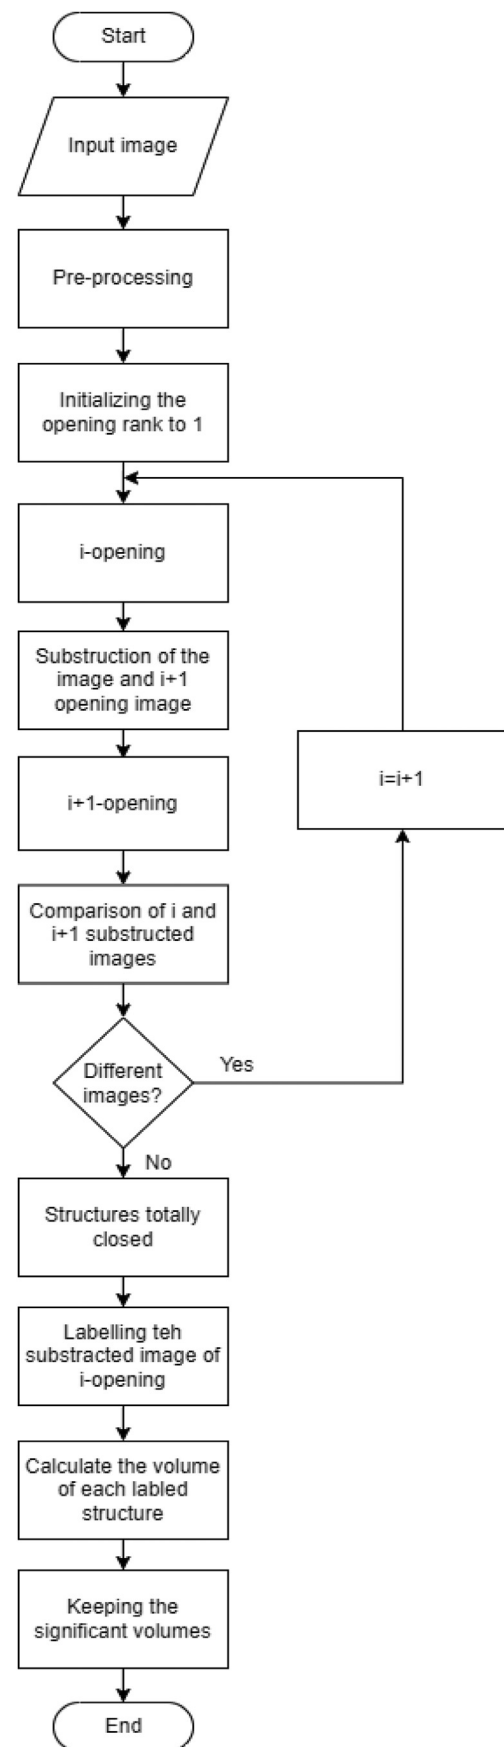 Start
Input image
Pre-processing
Initializing the
opening rank to 1
i-opening
Substruction of the
image and i+1
opening image
i+1-opening
i=i+1
Comparison of i and
i+1 substructed
images
Different
images?
Yes
No
Structures totally
closed
Labelling teh
substracted image of
i-opening
Calculate the volume
of each labled
structure
Keeping the
significant volumes
End